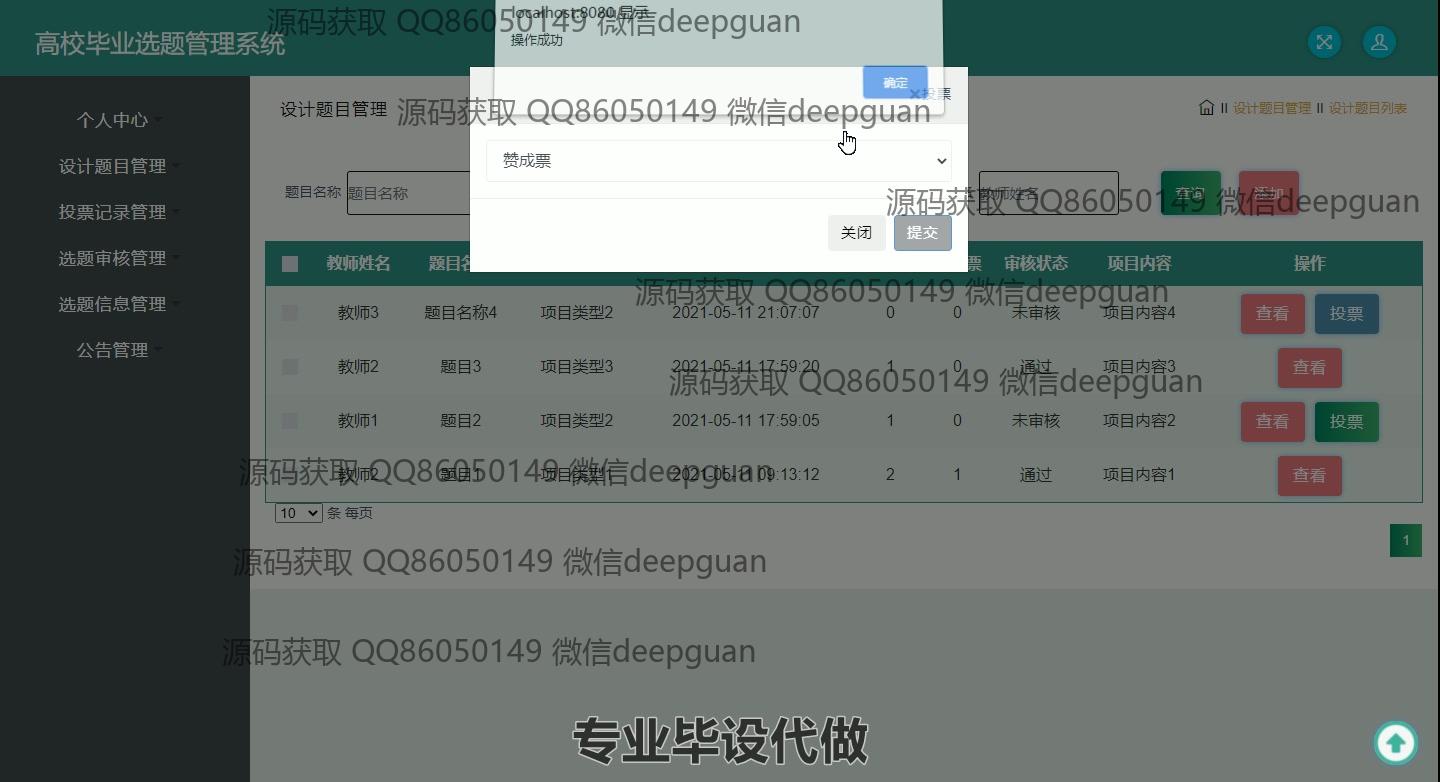 localhost:8080 显示
源码获取 QQ86050149 微信deepguan
高校毕业选题管理系统
操作成功
确定
×投票
设计题目管理
源码获取 QQ86050149 微信deepguan
II 设计题目管理 II 设计题目列表
个人中心
设计题目管理
投票记录管理
选题审核管理
选题信息管理
公告管理
赞成票
题目名称 题目名称
教师姓名 查询 添加
源码获取 QQ86050149 微信deepguan
关闭 提交
教师姓名 题目名 票 审核状态 项目内容 操作
源码获取 QQ86050149 微信deepguan
教师3 题目名称4 项目类型2 2021-05-11 21:07:07 0 0 未审核 项目内容4 查看 投票
教师2 题目3 项目类型3 2021-05-11 17:59:20 1 0 通过 项目内容3 查看
源码获取 QQ86050149 微信deepguan
教师1 题目2 项目类型2 2021-05-11 17:59:05 1 0 未审核 项目内容2 查看 投票
教师2 题目1 项目类型1 2021-05-11 09:13:12 2 1 通过 项目内容1 查看
源码获取 QQ86050149 微信deepguan
10 条 每页
1
源码获取 QQ86050149 微信deepguan
源码获取 QQ86050149 微信deepguan
专业毕设代做